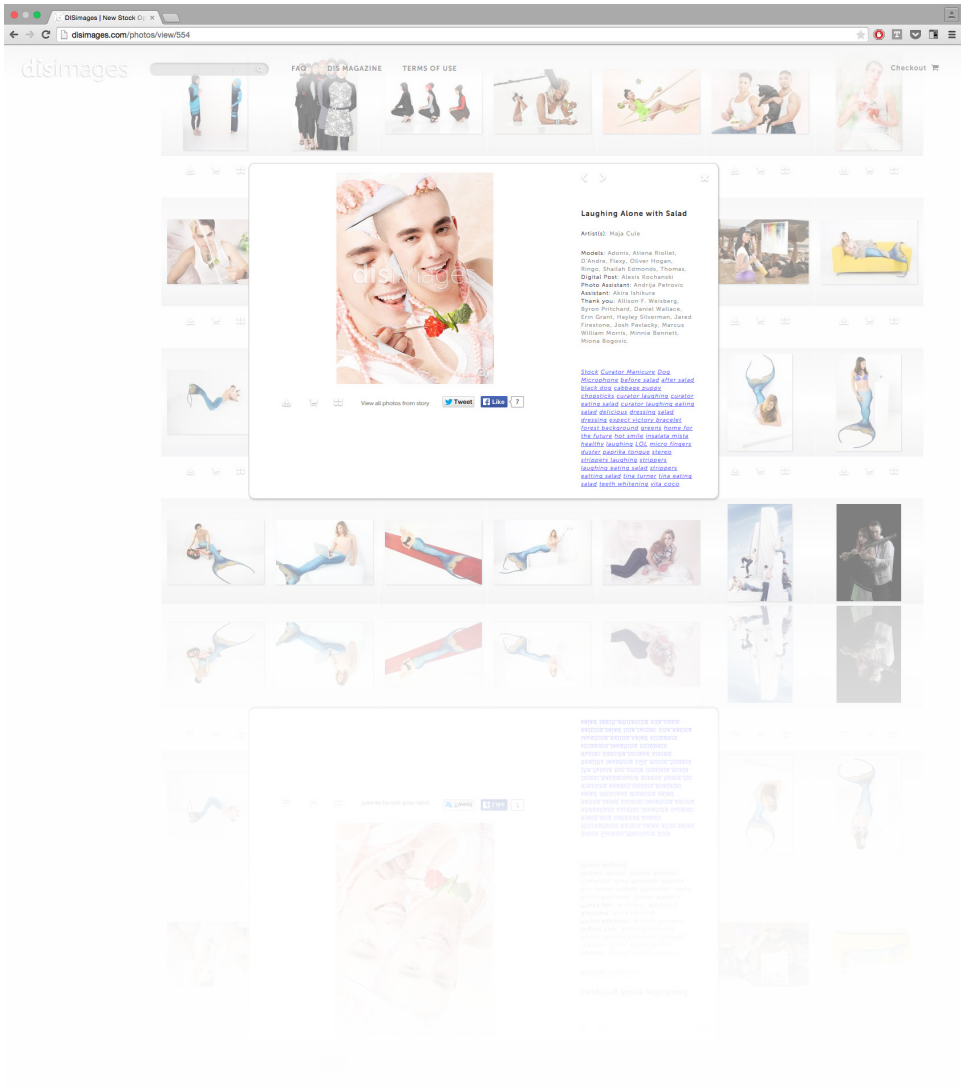 DISimages | New Stock Op
disimages.com/photos/view/554
disimages
FAQ DIS MAGAZINE TERMS OF USE
Checkout
Laughing Alone with Salad
Artist(s): Maja Cule
Models: Adonis, Atiena Riollet,
D'Andre, Flexy, Oliver Hogan,
Ringo, Shailah Edmonds, Thomas.
Digital Post: Alexis Kochanski
Photo Assistant: Andrija Petrovic
Assistant: Akira Ishikura
Thank you: Allison F. Weisberg,
Byron Pritchard, Daniel Wallace,
Erin Grant, Hayley Silverman, Jared
Firestone, Josh Pavlacky, Marcus
William Morris, Minnie Bennett,
Miona Bogovic.
disimages
Stock Curator Manicure Dog
Microphone before salad after salad
black dog cabbage puppy
chopsticks curator laughing curator
eating salad curator laughing eating
salad delicious dressing salad
dressing expect victory bracelet
forest background greens home for
the future hot smile insalata mista
healthy laughing LOL micro fingers
duster paprika tongue stereo
strippers laughing strippers
laughing eating salad strippers
eatting salad tina turner tina eating
salad teeth whitening vita coco
View all photos from story Tweet Like 7